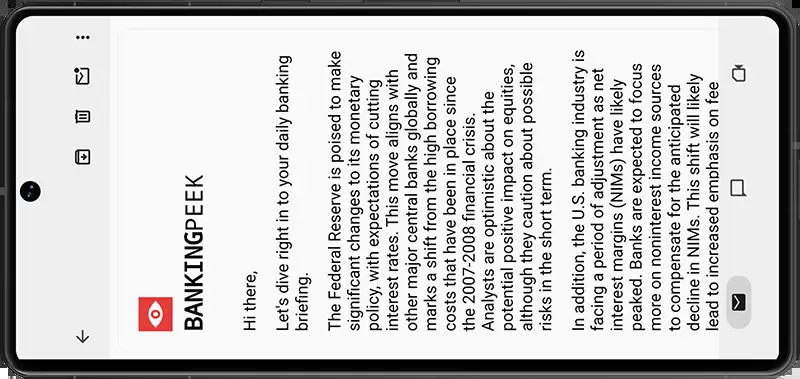 BANKINGPEEK
Hi there,
Let's dive right in to your daily banking
briefing.
The Federal Reserve is poised to make
significant changes to its monetary
policy, with expectations of cutting
interest rates. This move aligns with
other major central banks globally and
marks a shift from the high borrowing
costs that have been in place since
the 2007-2008 financial crisis.
Analysts are optimistic about the
potential positive impact on equities,
although they caution about possible
risks in the short term.
In addition, the U.S. banking industry is
facing a period of adjustment as net
interest margins (NIMs) have likely
peaked. Banks are expected to focus
more on noninterest income sources
to compensate for the anticipated
decline in NIMs. This shift will likely
lead to increased emphasis on fee